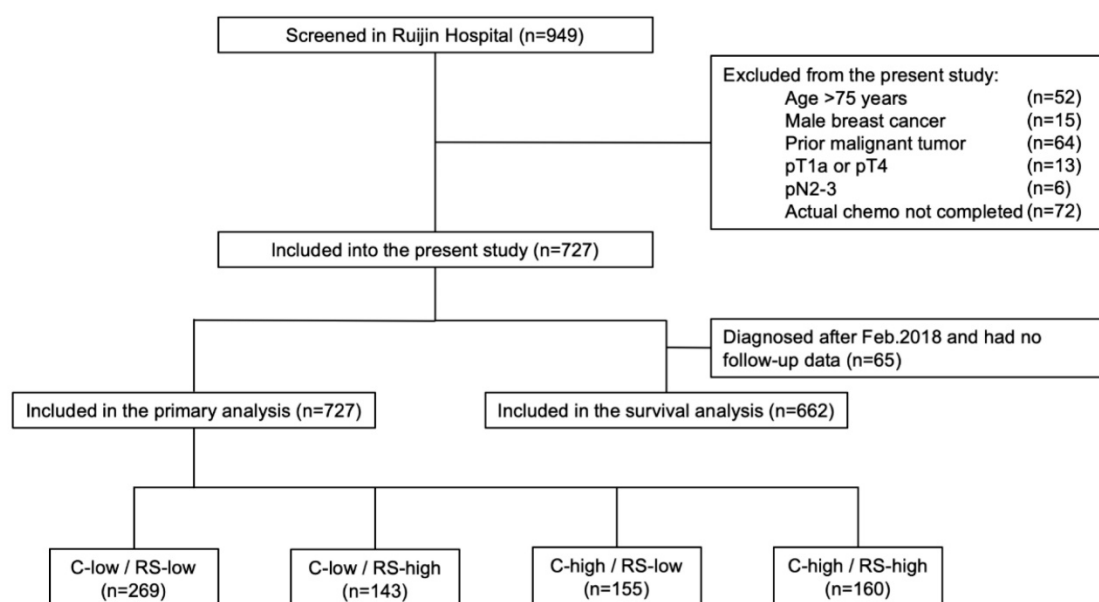 Screened in Ruijin Hospital (n=949)
Excluded from the present study:
Age >75 years (n=52)
Male breast cancer (n=15)
Prior malignant tumor (n=64)
pT1a or pT4 (n=13)
pN2-3 (n=6)
Actual chemo not completed (n=72)
Included into the present study (n=727)
Diagnosed after Feb.2018 and had no
follow-up data (n=65)
Included in the primary analysis (n=727)
Included in the survival analysis (n=662)
C-low / RS-low
(n=269)
C-low / RS-high
(n=143)
C-high / RS-low
(n=155)
C-high / RS-high
(n=160)